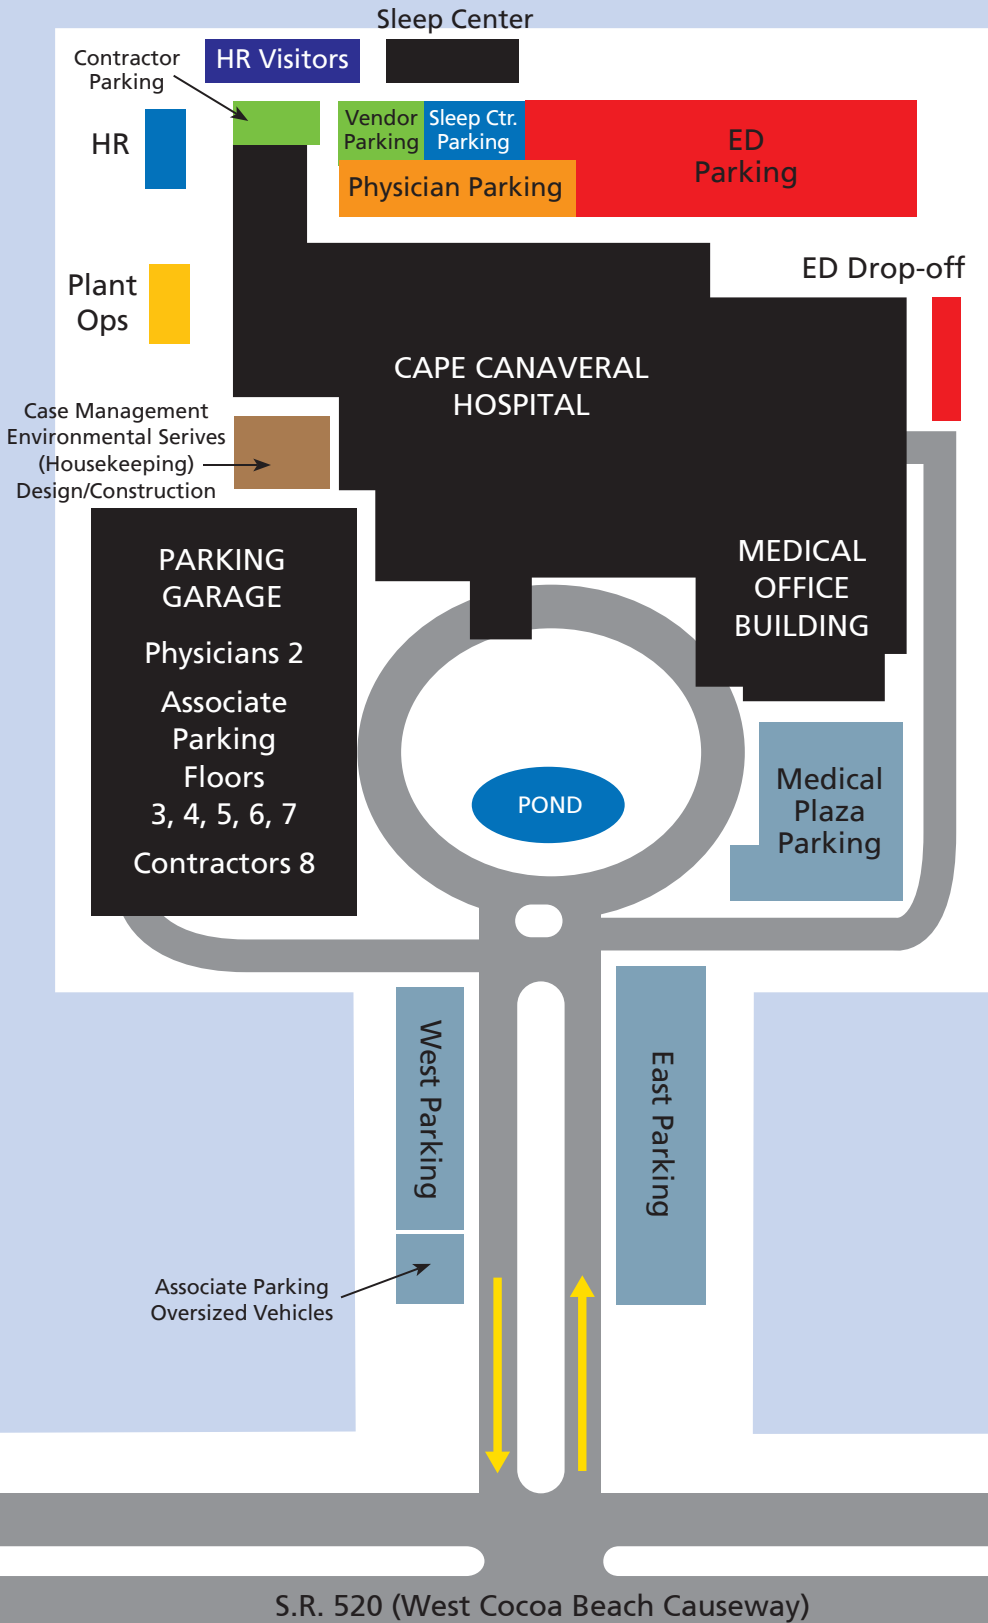 Sleep Center
Contractor
Parking
HR Visitors
HR
Vendor
Parking
Sleep Ctr.
Parking
ED
Parking
Physician Parking
Plant
Ops
ED Drop-off
CAPE CANAVERAL
HOSPITAL
Case Management
Environmental Serives
(Housekeeping)
Design/Construction
PARKING
GARAGE
Physicians 2
Associate
Parking
Floors
3, 4, 5, 6, 7
Contractors 8
MEDICAL
OFFICE
BUILDING
POND
Medical
Plaza
Parking
West Parking
East Parking
Associate Parking
Oversized Vehicles
S.R. 520 (West Cocoa Beach Causeway)